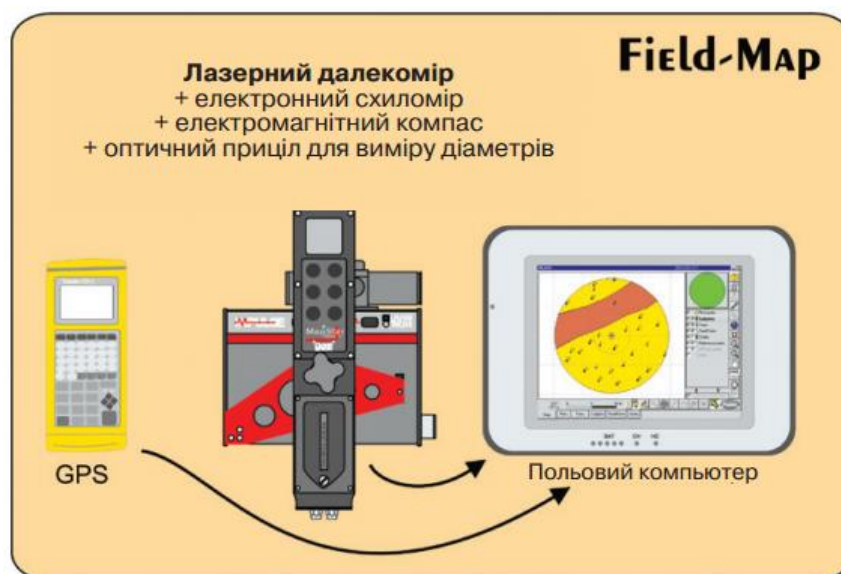 Field-Map
Лазерний далекомір
+ електронний схиломір
+ електромагнітний компас
+ оптичний приціл для виміру діаметрів
GPS
Польовий компьютер